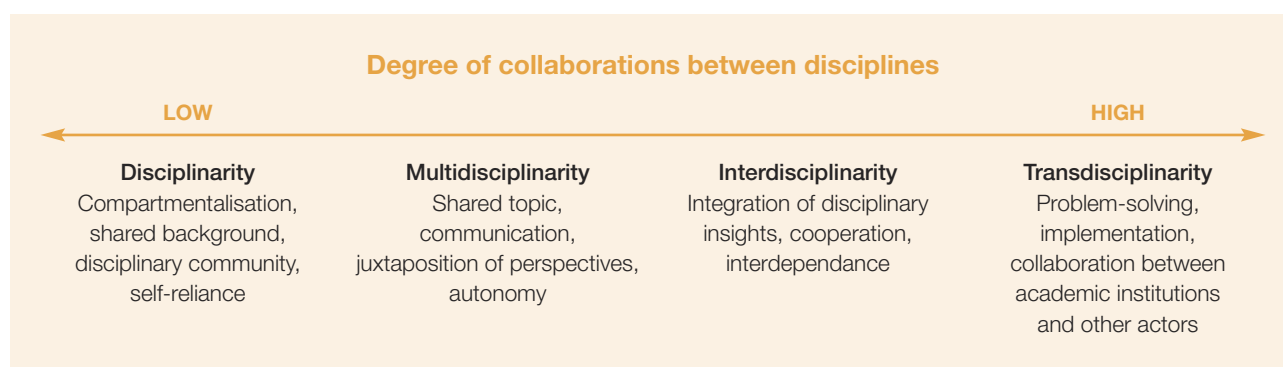 Degree of collaborations between disciplines
LOW
HIGH
Disciplinarity
Compartmentalisation,
shared background,
disciplinary community,
self-reliance
Multidisciplinarity
Shared topic,
communication,
juxtaposition of perspectives,
autonomy
Interdisciplinarity
Integration of disciplinary
insights, cooperation,
interdependance
Transdisciplinarity
Problem-solving,
implementation,
collaboration between
academic institutions
and other actors